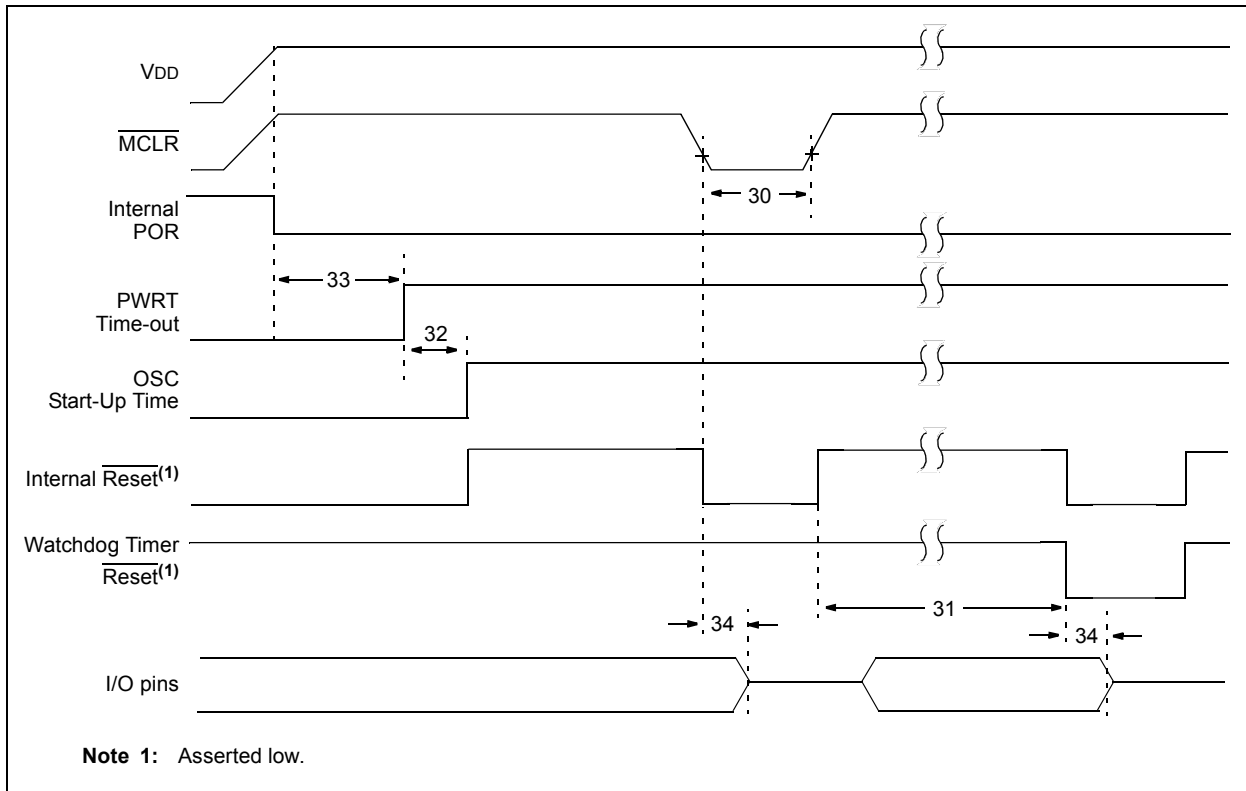 VDD
MCLR
30
Internal
POR
33
PWRT
Time-out
32
OSC
Start-Up Time
Internal Reset(1)
Watchdog Timer
Reset(1)
31
34
34
I/O pins
Note 1: Asserted low.